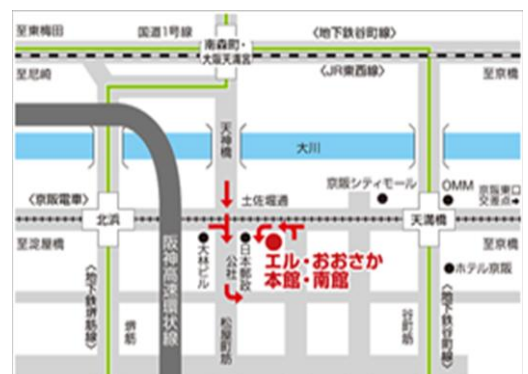 至東梅田
国道1号線
〈地下鉄谷町線〉
南森町・
大阪天満宮
至尼崎
〈JR東西線〉
至京橋
天神橋
大川
京阪シティモール
OMM
京阪東口
交差点→
〈京阪電車〉
土佐堀通
北浜
天満橋
至淀屋橋
阪神高速環状線
大林ビル
公社
日本郵政
エル・おおさか
本館・南館
至京橋
ホテル京阪
〈地下鉄堺筋線〉
堺筋
松屋町筋
谷町筋
〈地下鉄谷町線〉